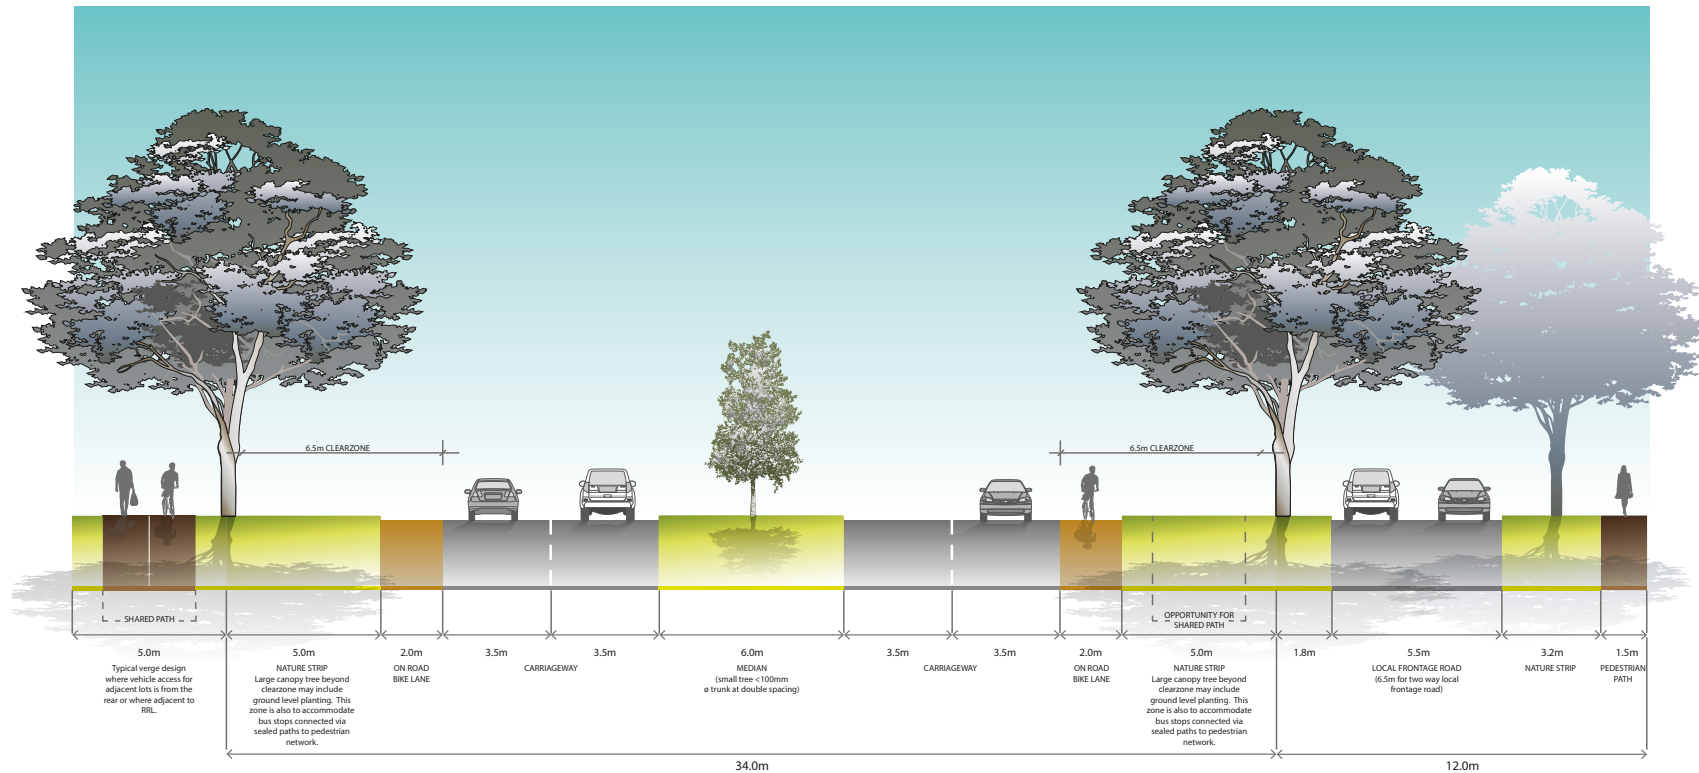 6.5m CLEARZONE
6.5m CLEARZONE
SHARED PATH
OPPORTUNITY FOR
SHARED PATH
5.0m
Typical verge design
where vehicle access for
adjacent lots is from the
rear or where adjacent to
RRL.
5.0m
NATURE STRIP
Large canopy tree beyond
clearzone may include
ground level planting. This
zone is also to accommodate
bus stops connected via
sealed paths to pedestrian
network.
2.0m
ON ROAD
BIKE LANE
3.5m
CARRIAGEWAY
3.5m
6.0m
MEDIAN
(small tree <100mm
ø trunk at double spacing)
3.5m
CARRIAGEWAY
3.5m
2.0m
ON ROAD
BIKE LANE
5.0m
NATURE STRIP
Large canopy tree beyond
clearzone may include
ground level planting. This
zone is also to accommodate
bus stops connected via
sealed paths to pedestrian
network.
1.8m
5.5m
LOCAL FRONTAGE ROAD
(6.5m for two way local
frontage road)
3.2m
NATURE STRIP
1.5m
PEDESTRIAN
PATH
34.0m
12.0m